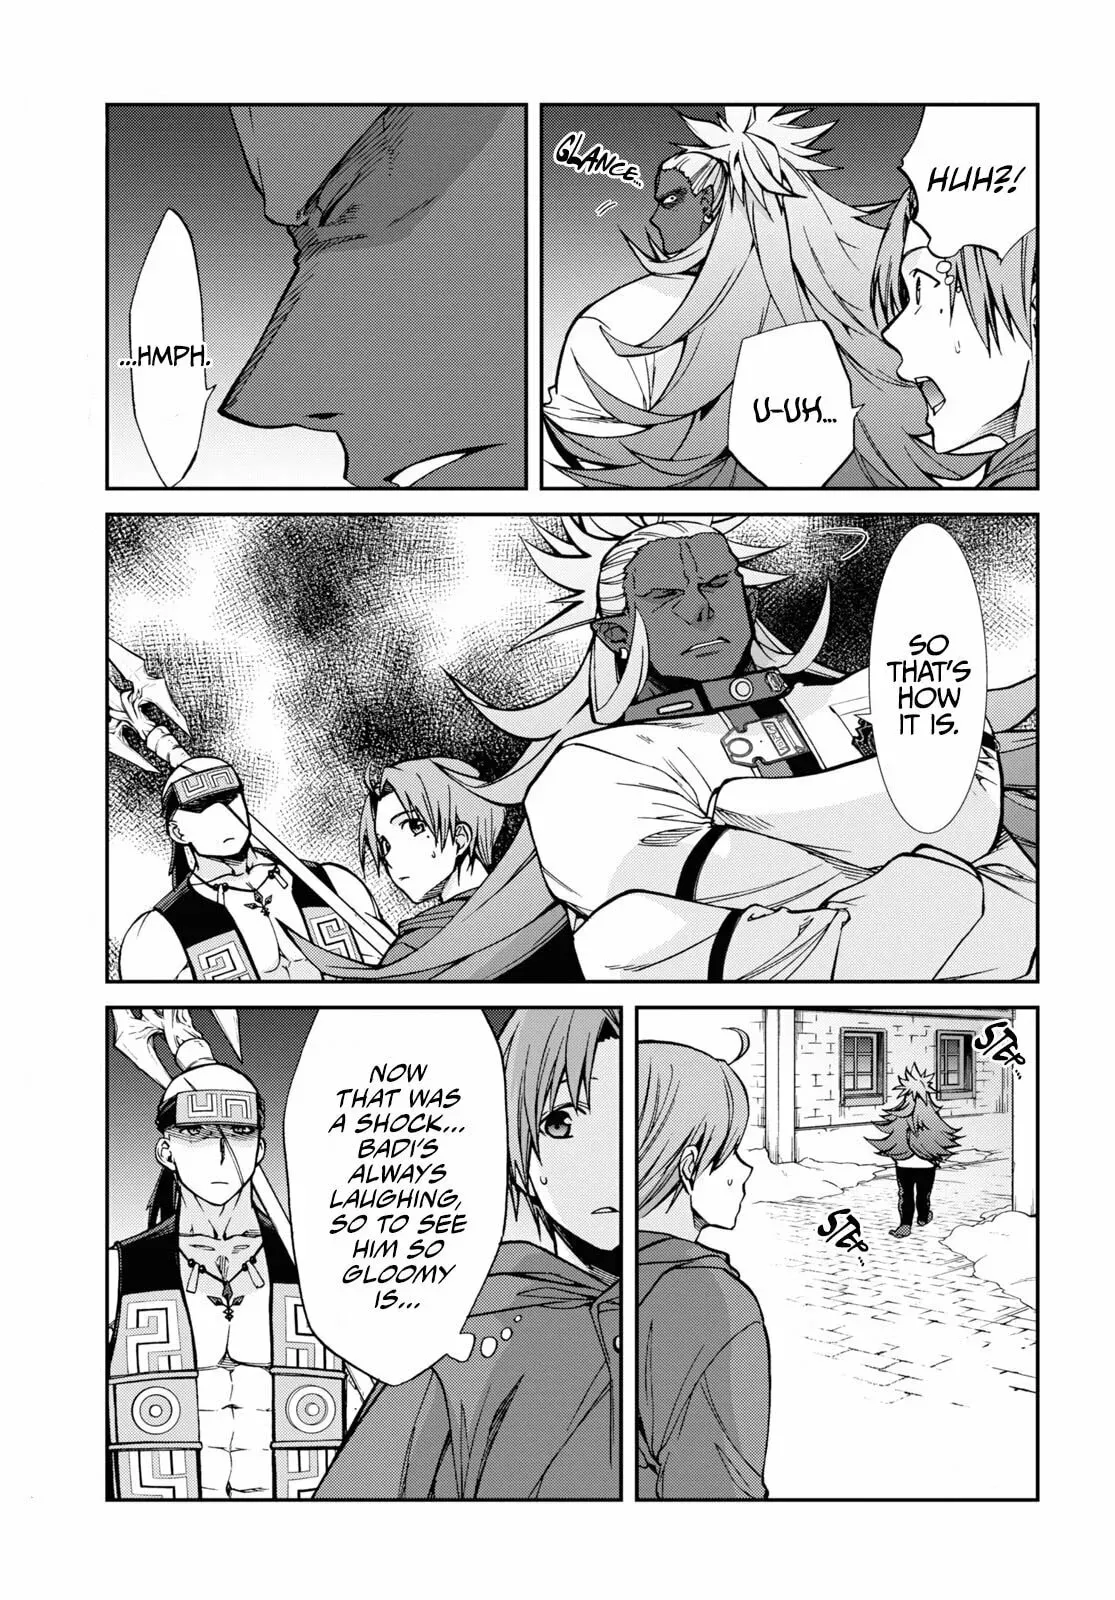 HUH?!
GLANCE...
U-UH...
...HMPH.
SO
THAT'S
HOW
IT IS.
STEP...
STEP...
NOW
THAT WAS
A SHOCK...
BADI'S
ALWAYS
LAUGHING,
SO TO SEE
HIM SO
GLOOMY
IS...